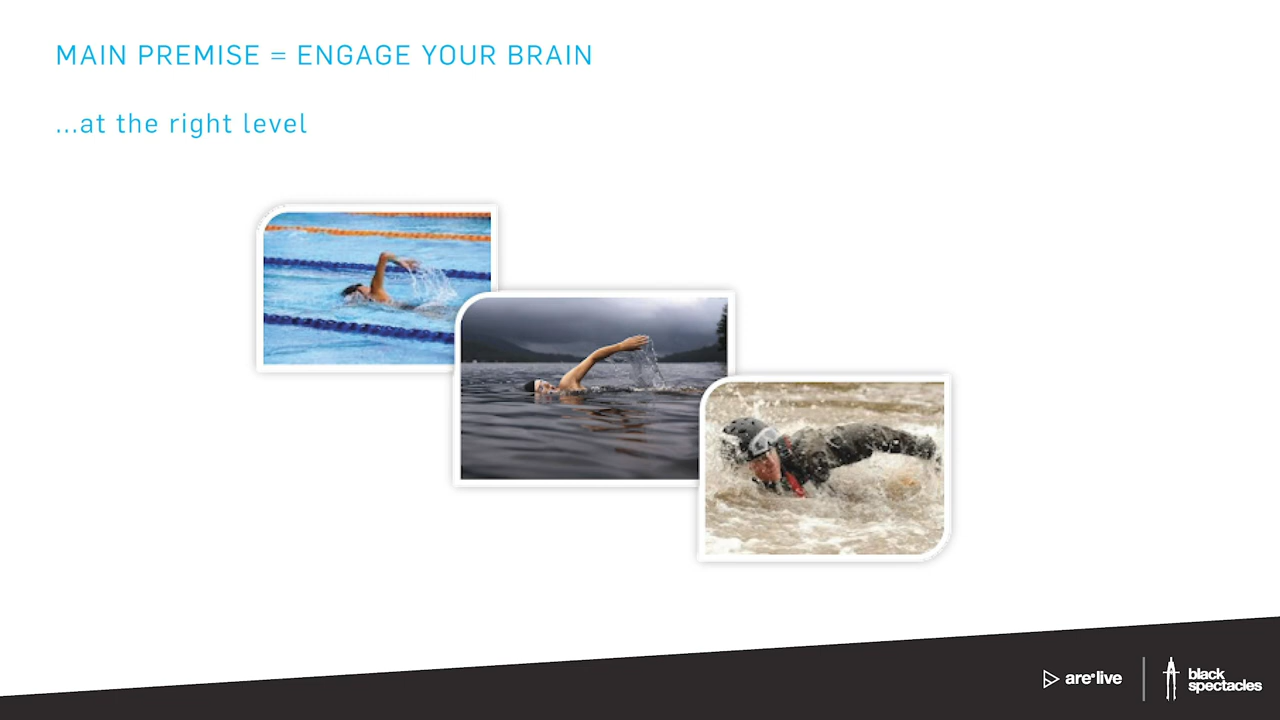 MAIN PREMISE = ENGAGE YOUR BRAIN
...at the right level
are®live
black
spectacles